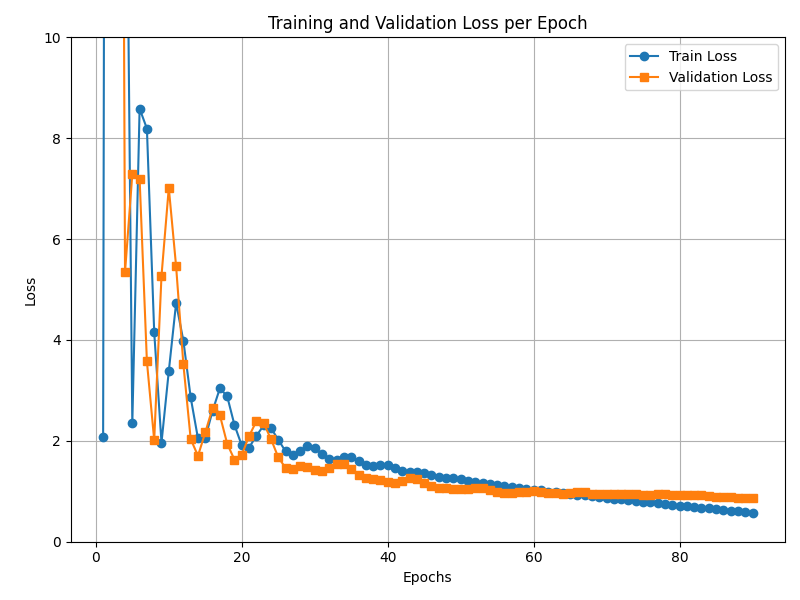 Training and Validation Loss per Epoch
Train Loss
Validation Loss
10
8
6
4
2
0
Loss
0 20 40 60 80
Epochs